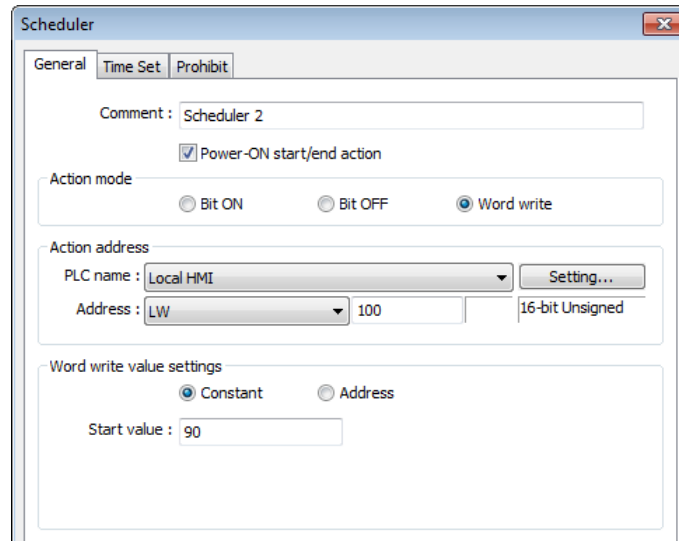 Scheduler
General Time Set Prohibit
Comment : Scheduler 2
Power-ON start/end action
Action mode
Bit ON Bit OFF Word write
Action address
PLC name : Local HMI Setting...
Address : LW 100 16-bit Unsigned
Word write value settings
Constant Address
Start value : 90